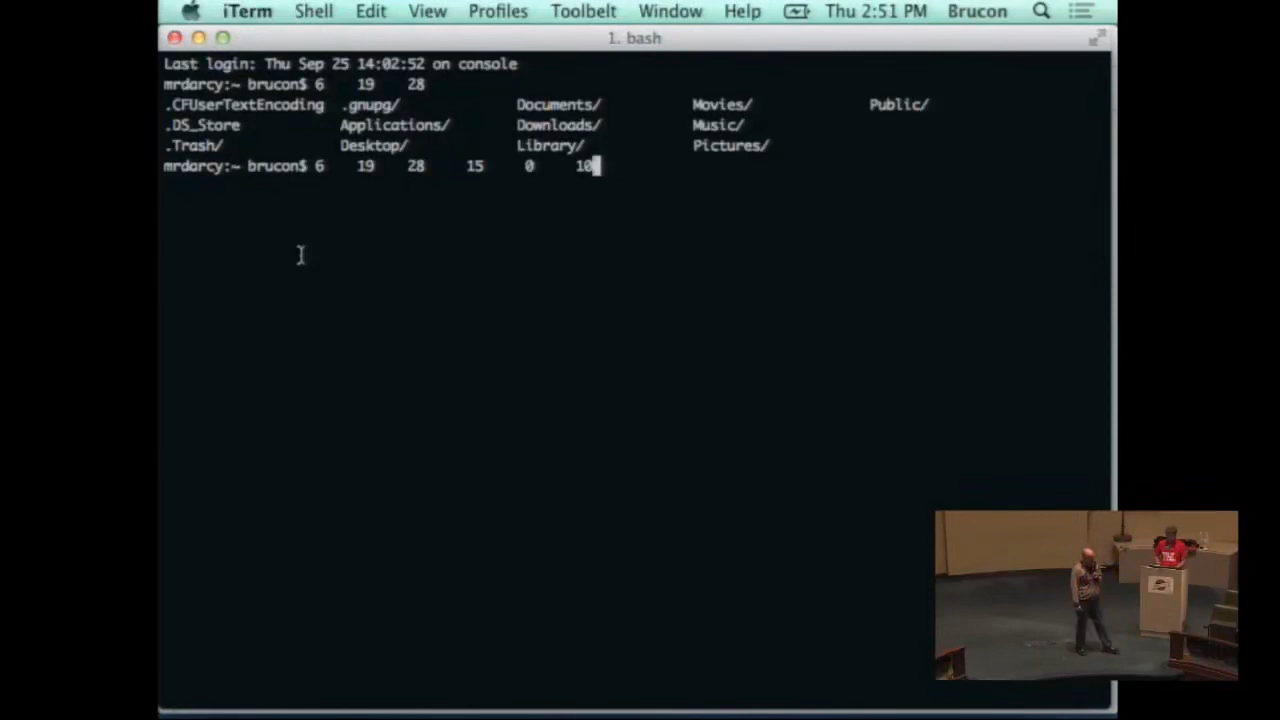 iTerm Shell Edit View Profiles Toolbelt Window Help Thu 2:51 PM Brucon
1. bash
Last login: Thu Sep 25 14:02:52 on console
mrdarcy:~ brucon$ 6 19 28
.CFUserTextEncoding .gnupg/ Documents/ Movies/ Public/
.DS_Store Applications/ Downloads/ Music/
.Trash/ Desktop/ Library/ Pictures/
mrdarcy:~ brucon$ 6 19 28 15 0 10